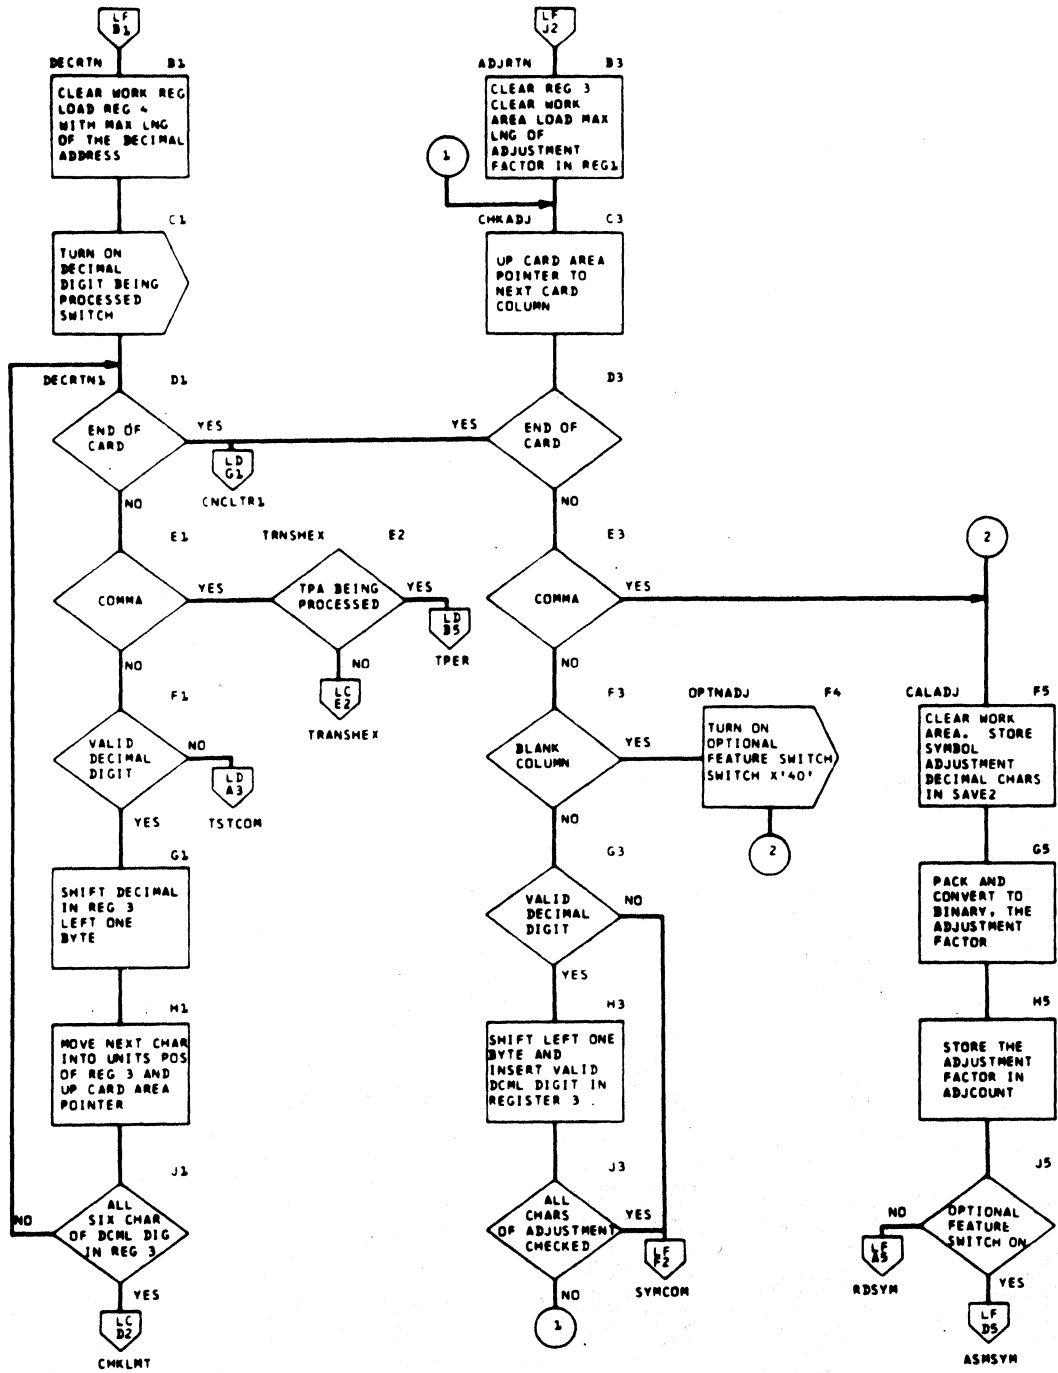 LF
B1
DECRTN B1
CLEAR WORK REG
LOAD REG 4
WITH MAX LNG
OF THE DECIMAL
ADDRESS
C1
TURN ON
DECIMAL
DIGIT BEING
PROCESSED
SWITCH
DECRTN1 D1
END OF
CARD
YES
LD
G1
CNCLTR1
NO
E1
COMMA
YES
TRNSHEX E2
TPA BEING
PROCESSED
YES
LD
B5
TPER
NO
LC
E2
TRANSHEX
NO
F1
VALID
DECIMAL
DIGIT
NO
LD
A3
TSTCOM
YES
G1
SHIFT DECIMAL
IN REG 3
LEFT ONE
BYTE
H1
MOVE NEXT CHAR
INTO UNITS POS
OF REG 3 AND
UP CARD AREA
POINTER
J1
ALL
SIX CHAR
OF DCML DIG
IN REG 3
NO
YES
LC
D2
CHKLMT
LF
J2
ADJRTN B3
CLEAR REG 3
CLEAR WORK
AREA LOAD MAX
LNG OF
ADJUSTMENT
FACTOR IN REG1
1
CHKADJ C3
UP CARD AREA
POINTER TO
NEXT CARD
COLUMN
D3
YES
END OF
CARD
NO
E3
COMMA
YES
NO
F3
BLANK
COLUMN
YES
OPTNADJ F4
TURN ON
OPTIONAL
FEATURE SWITCH
SWITCH X'40'
2
NO
G3
VALID
DECIMAL
DIGIT
NO
YES
H3
SHIFT LEFT ONE
BYTE AND
INSERT VALID
DCML DIGIT IN
REGISTER 3 .
J3
ALL
CHARS
OF ADJUSTMENT
CHECKED
YES
LF
F2
SYMCOM
NO
1
2
CALADJ F5
CLEAR WORK
AREA. STORE
SYMBOL
ADJUSTMENT
DECIMAL CHARS
IN SAVE2
G5
PACK AND
CONVERT TO
BINARY, THE
ADJUSTMENT
FACTOR
H5
STORE THE
ADJUSTMENT
FACTOR IN
ADJCOUNT
J5
OPTIONAL
FEATURE
SWITCH ON
NO
LF
A5
RDSYM
YES
LF
D5
ASMSYM